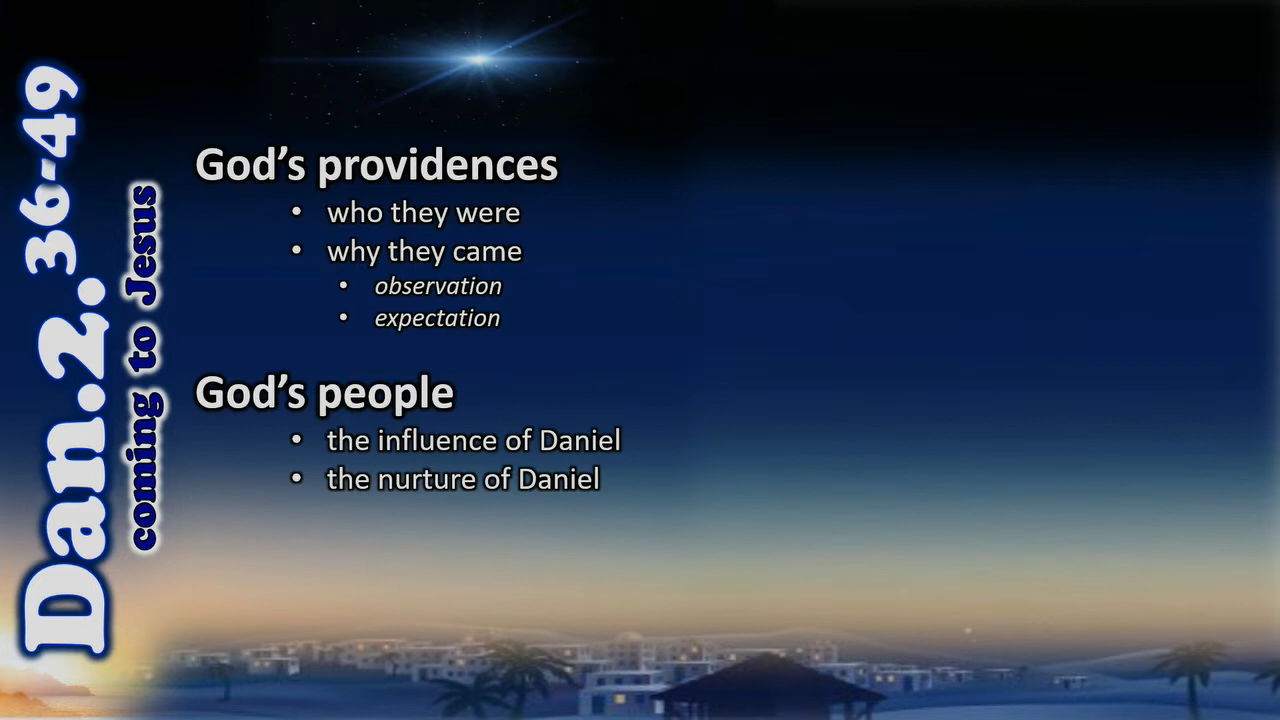 Dan.2.36-49
coming to Jesus
God's providences
• who they were
• why they came
• observation
• expectation
God's people
• the influence of Daniel
• the nurture of Daniel